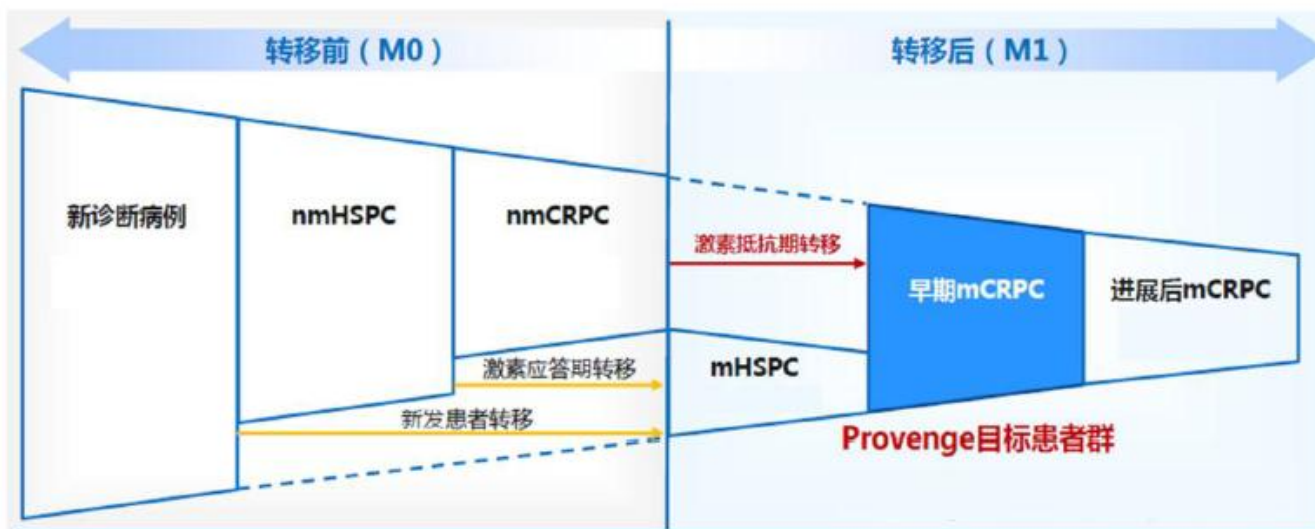 转移前（M0）
转移后（M1）
新诊断病例
nmHSPC
nmCRPC
激素抵抗期转移
早期mCRPC
进展后mCRPC
激素应答期转移
mHSPC
新发患者转移
Provenge目标患者群